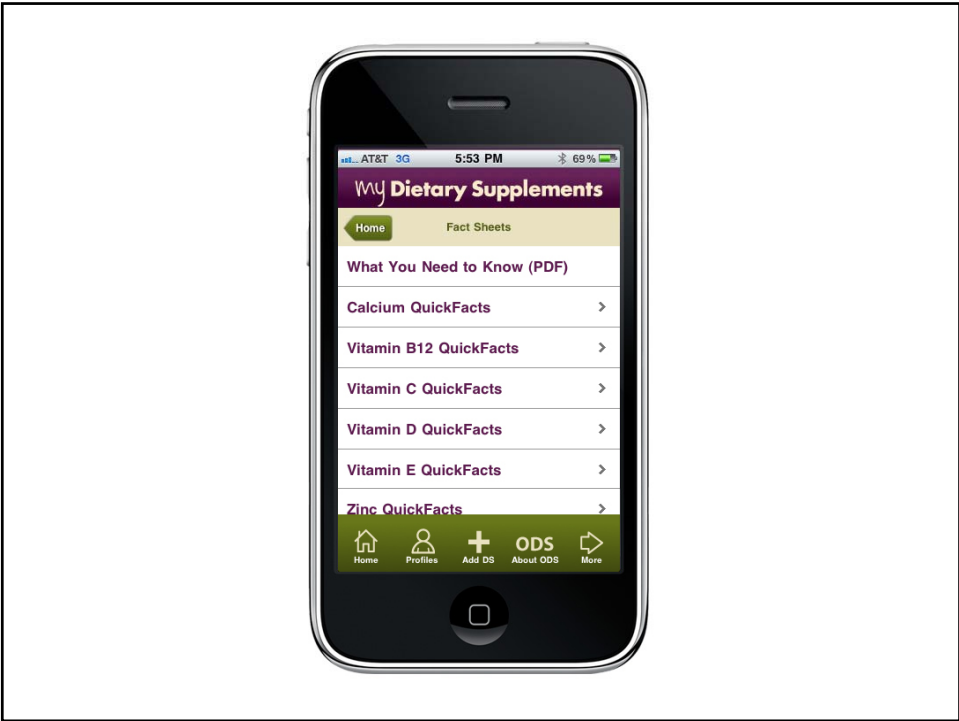 AT&T 3G 5:53 PM 69%
My Dietary Supplements
Home Fact Sheets
What You Need to Know (PDF)
Calcium QuickFacts
Vitamin B12 QuickFacts
Vitamin C QuickFacts
Vitamin D QuickFacts
Vitamin E QuickFacts
Zinc QuickFacts
ODS
Home Profiles Add DS About ODS More